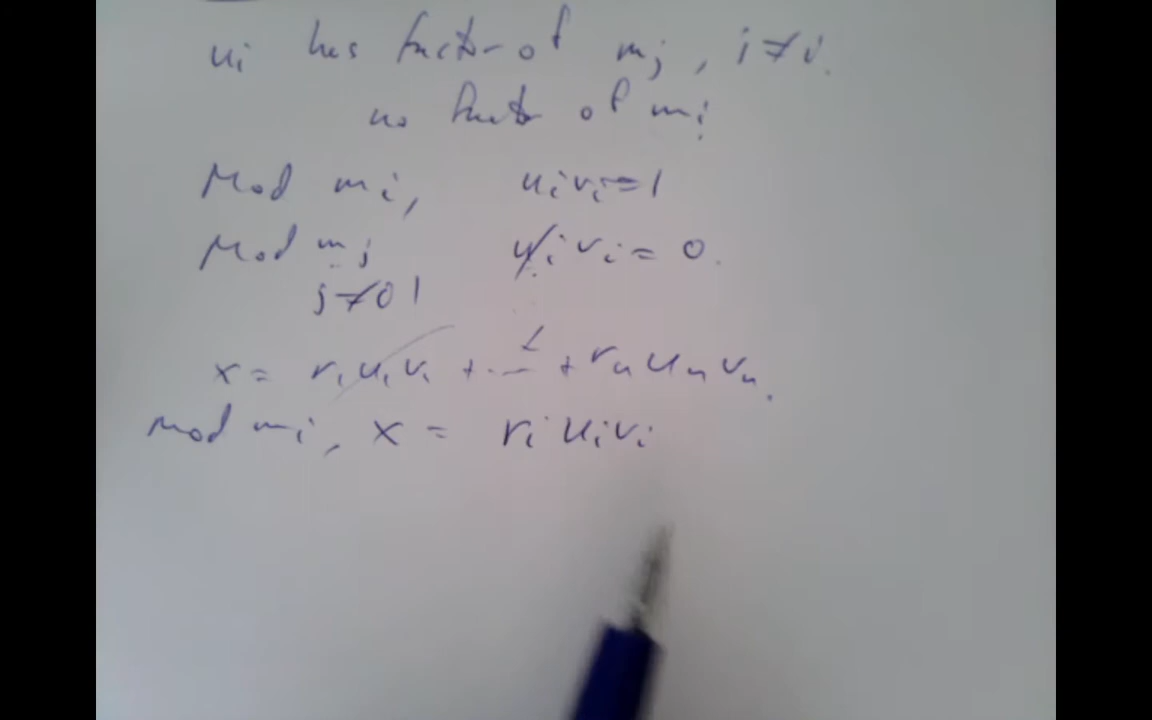 ui has factor of mj, j≠i.
no factor of mi
Mod mi, uivi=1
Mod mj uivi=0.
j≠i
x= r1u1v1 +...+rnunvn.
mod mi, x = riuivi